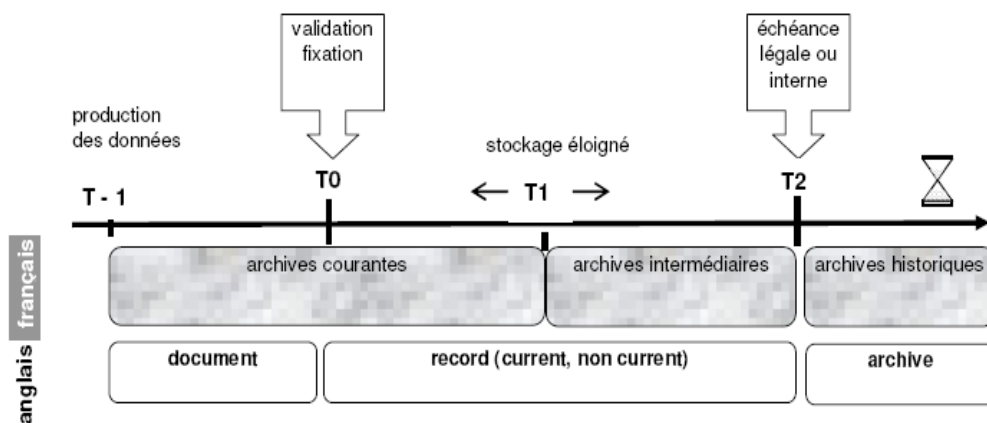 validation
fixation
échéance
légale ou
interne
production
des données
stockage éloigné
T - 1
T0
T1
T2
français
archives courantes
archives intermédiaires
archives historiques
anglais
document
record (current, non current)
archive